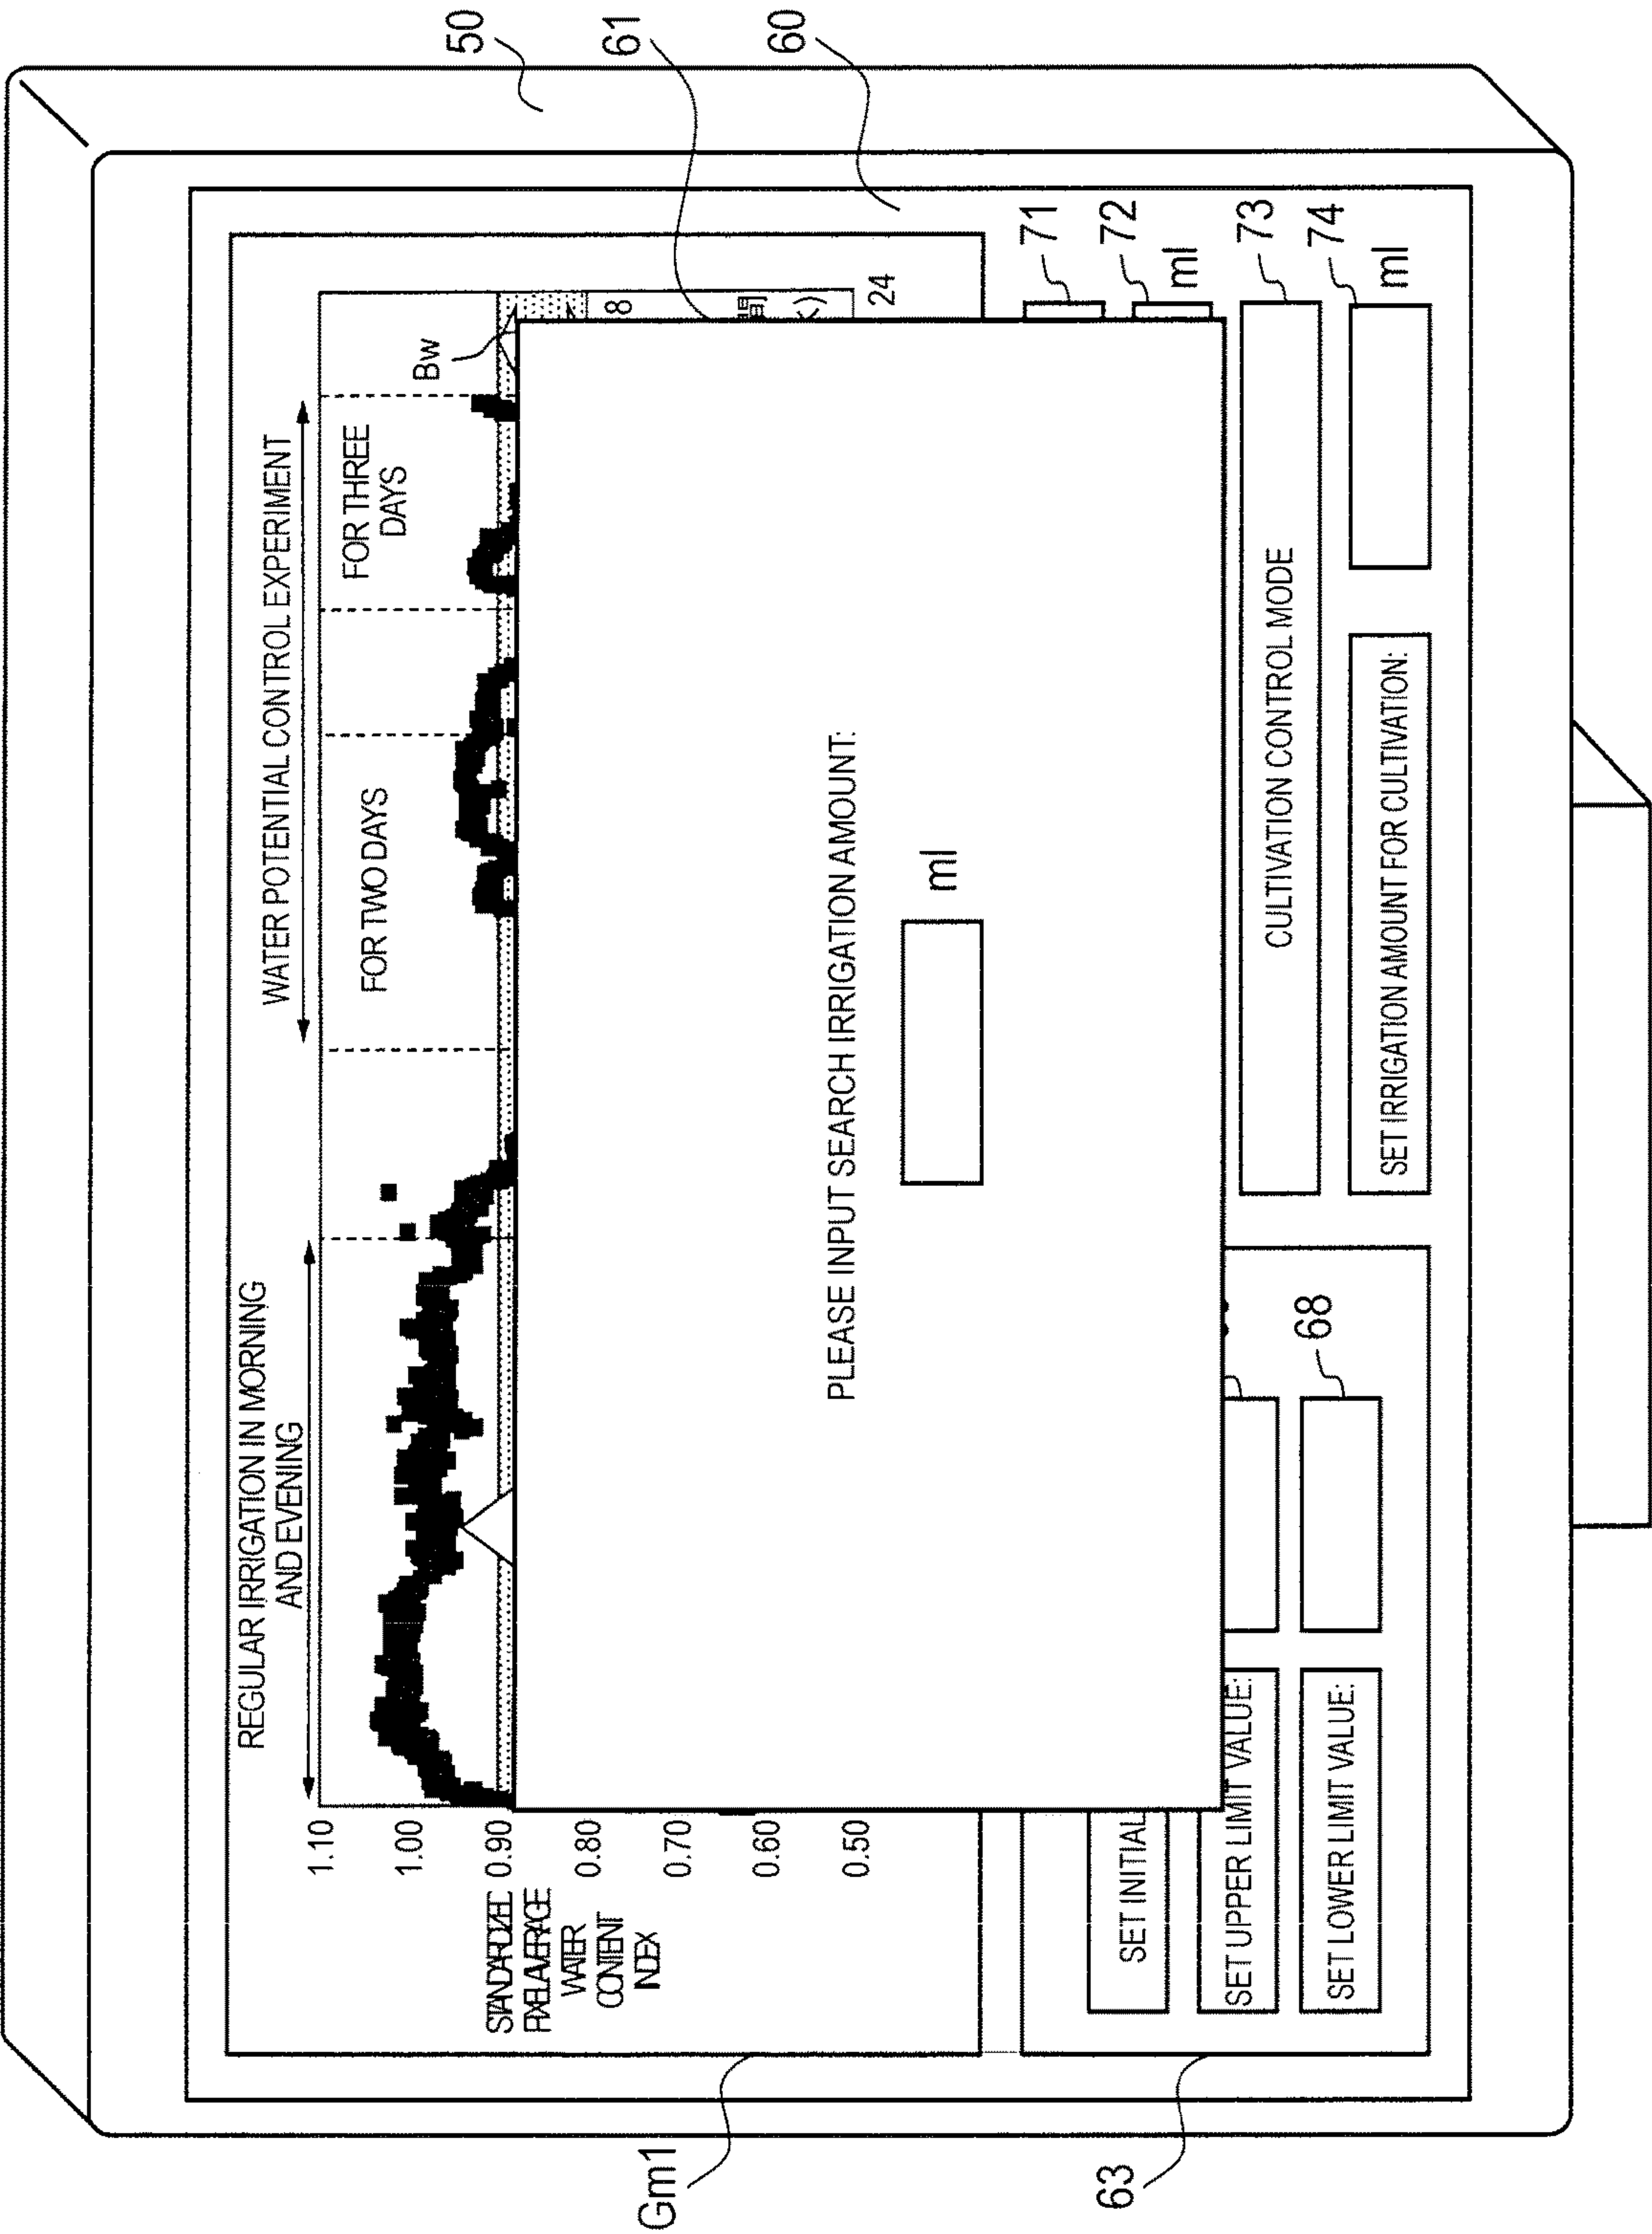 50
61
60
REGULAR IRRIGATION IN MORNING
AND EVENING
WATER POTENTIAL CONTROL EXPERIMENT
FOR TWO DAYS
FOR THREE
DAYS
Bw
1.10
1.00
0.90
0.80
0.70
0.60
0.50
STANDARDIZED
PIXEL AVERAGE
WATER
CONTENT
INDEX
8
24
Gm1
PLEASE INPUT SEARCH IRRIGATION AMOUNT:
ml
71
72
ml
SET INITIAL
SET UPPER LIMIT VALUE:
SET LOWER LIMIT VALUE:
68
63
CULTIVATION CONTROL MODE
73
SET IRRIGATION AMOUNT FOR CULTIVATION:
74
ml